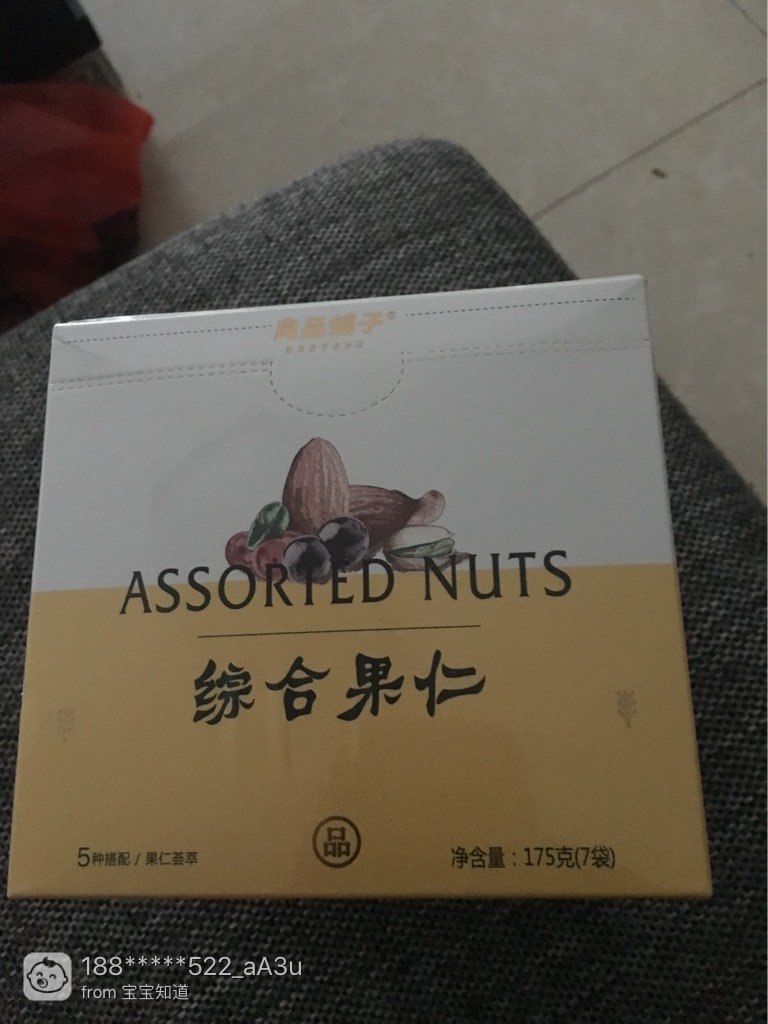 良品铺子®
BESTORE
ASSORTED NUTS
综合果仁
品
5种搭配 / 果仁荟萃
净含量：175克(7袋)
188*****522_aA3u
from 宝宝知道